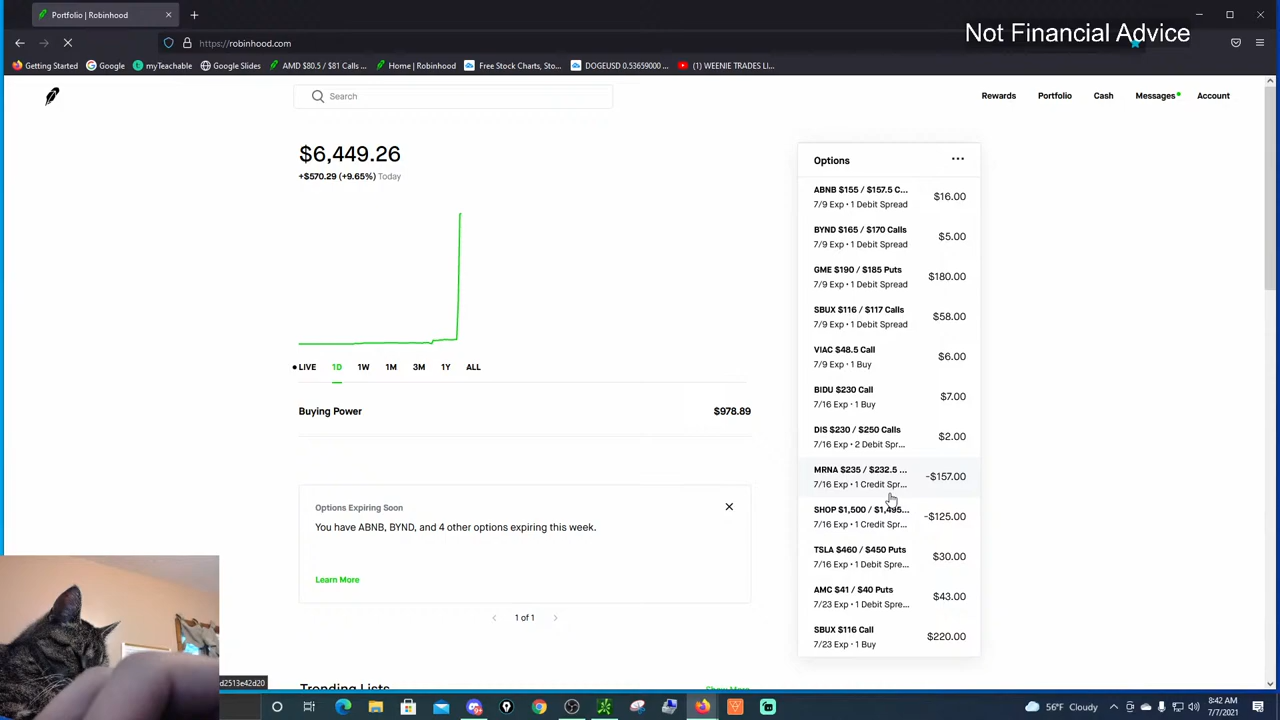 Portfolio | Robinhood
Not Financial Advice
https://robinhood.com
Getting Started
Google
myTeachable
Google Slides
AMD $80.5 / $81 Calls ...
Home | Robinhood
Free Stock Charts, Sto...
DOGEUSD 0.53659000 ...
(1) WEENIE TRADES LI...
Search
Rewards
Portfolio
Cash
Messages
Account
$6,449.26
+$570.29 (+9.65%) Today
LIVE
1D
1W
1M
3M
1Y
ALL
Buying Power
$978.89
Options Expiring Soon
You have ABNB, BYND, and 4 other options expiring this week.
Learn More
1 of 1
Trending Lists
Show More
Options
ABNB $155 / $157.5 C...
7/9 Exp • 1 Debit Spread
$16.00
BYND $165 / $170 Calls
7/9 Exp • 1 Debit Spread
$5.00
GME $190 / $185 Puts
7/9 Exp • 1 Debit Spread
$180.00
SBUX $116 / $117 Calls
7/9 Exp • 1 Debit Spread
$58.00
VIAC $48.5 Call
7/9 Exp • 1 Buy
$6.00
BIDU $230 Call
7/16 Exp • 1 Buy
$7.00
DIS $230 / $250 Calls
7/16 Exp • 2 Debit Spr...
$2.00
MRNA $235 / $232.5 ...
7/16 Exp • 1 Credit Spr...
-$157.00
SHOP $1,500 / $1,495...
7/16 Exp • 1 Credit Spr...
-$125.00
TSLA $460 / $450 Puts
7/16 Exp • 1 Debit Spre...
$30.00
AMC $41 / $40 Puts
7/23 Exp • 1 Debit Spre...
$43.00
SBUX $116 Call
7/23 Exp • 1 Buy
$220.00
d2513e42d20
56°F Cloudy
8:42 AM
7/7/2021